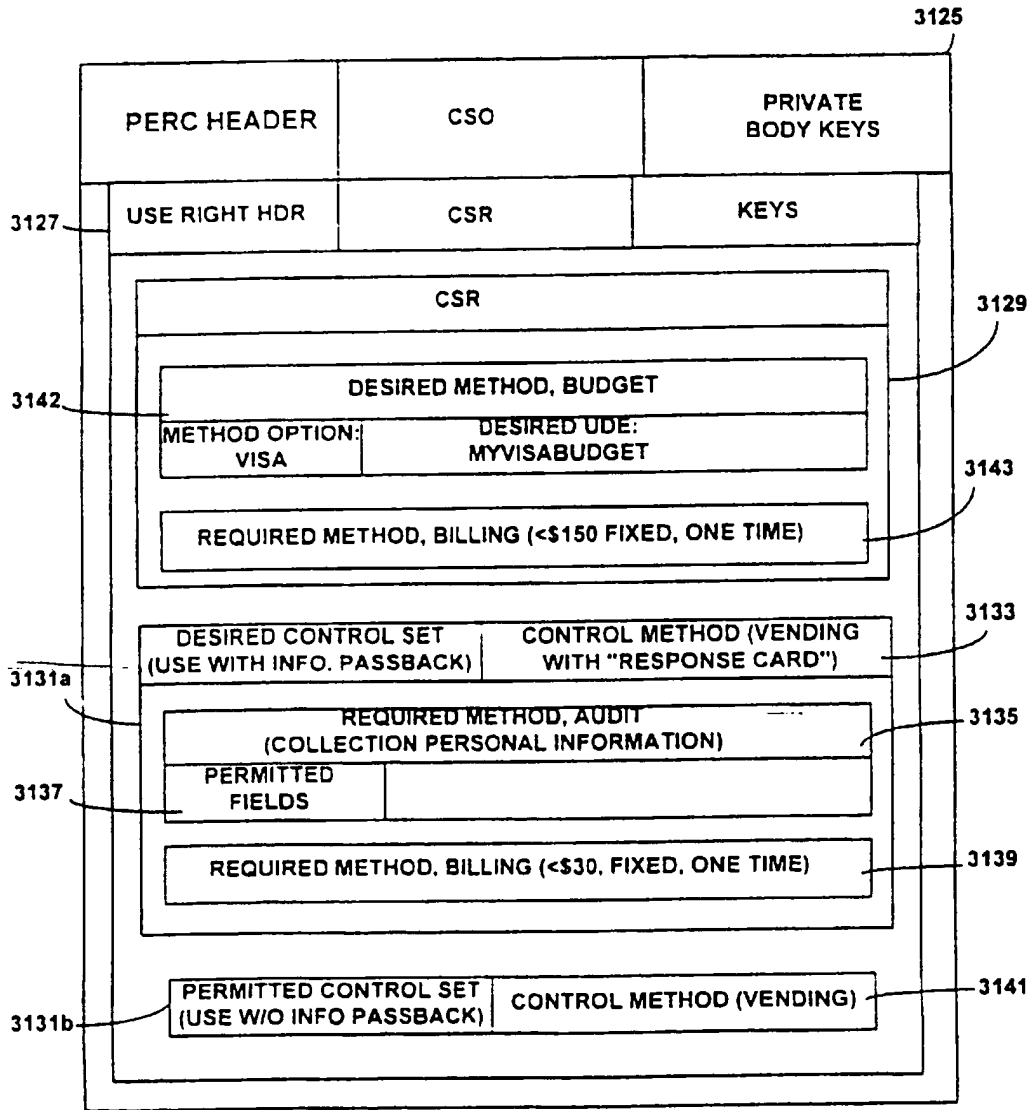 3125
PERC HEADER
CSO
PRIVATE
BODY KEYS
3127
USE RIGHT HDR
CSR
KEYS
CSR
3129
DESIRED METHOD, BUDGET
3142
METHOD OPTION:
VISA
DESIRED UDE:
MYVISABUDGET
3143
REQUIRED METHOD, BILLING (<$150 FIXED, ONE TIME)
3133
DESIRED CONTROL SET
(USE WITH INFO. PASSBACK)
CONTROL METHOD (VENDING
WITH "RESPONSE CARD")
3131a
REQUIRED METHOD, AUDIT
(COLLECTION PERSONAL INFORMATION)
3135
3137
PERMITTED
FIELDS
REQUIRED METHOD, BILLING (<$30, FIXED, ONE TIME)
3139
3131b
PERMITTED CONTROL SET
(USE W/O INFO PASSBACK)
CONTROL METHOD (VENDING)
3141